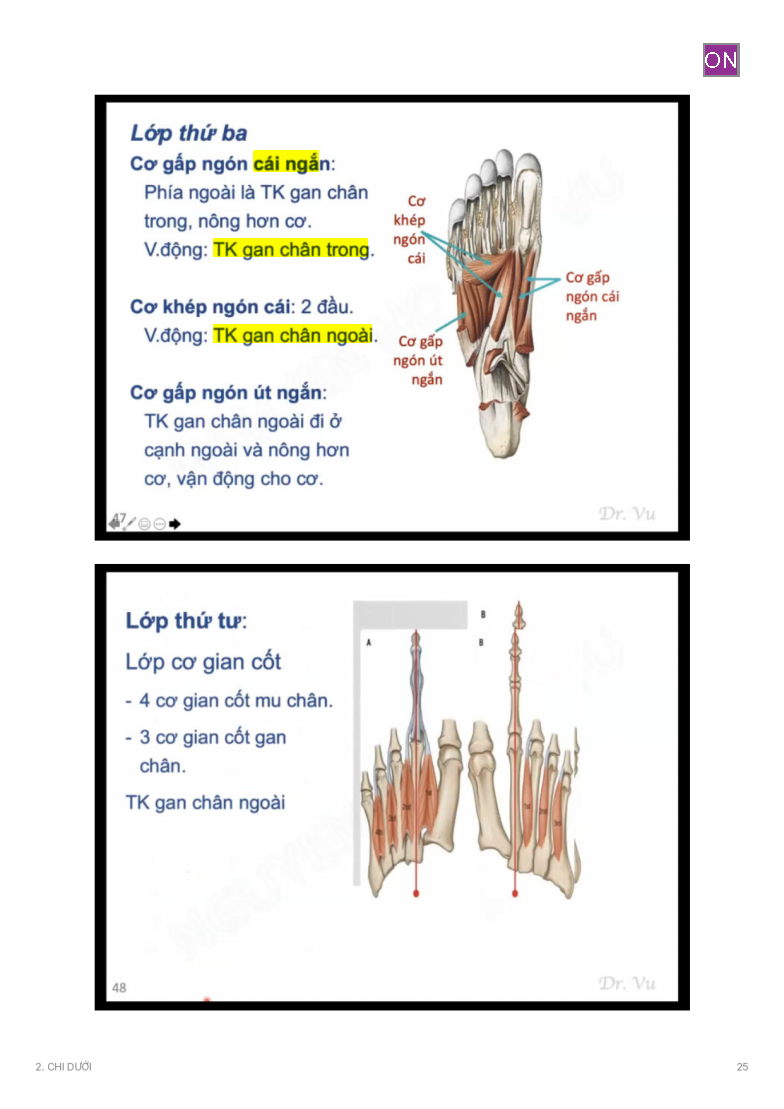 ON
Lớp thứ ba
Cơ gấp ngón cái ngắn:
Phía ngoài là TK gan chân
trong, nông hơn cơ.
V.động: TK gan chân trong.
Cơ khép ngón cái: 2 đầu.
V.động: TK gan chân ngoài.
Cơ gấp ngón út ngắn:
TK gan chân ngoài đi ở
cạnh ngoài và nông hơn
cơ, vận động cho cơ.
Cơ
khép
ngón
cái
Cơ gấp
ngón cái
ngắn
Cơ gấp
ngón út
ngắn
47
Dr. Vu
Lớp thứ tư:
Lớp cơ gian cốt
- 4 cơ gian cốt mu chân.
- 3 cơ gian cốt gan
chân.
TK gan chân ngoài
A
B
B
48
Dr. Vu
2. CHI DƯỚI
25